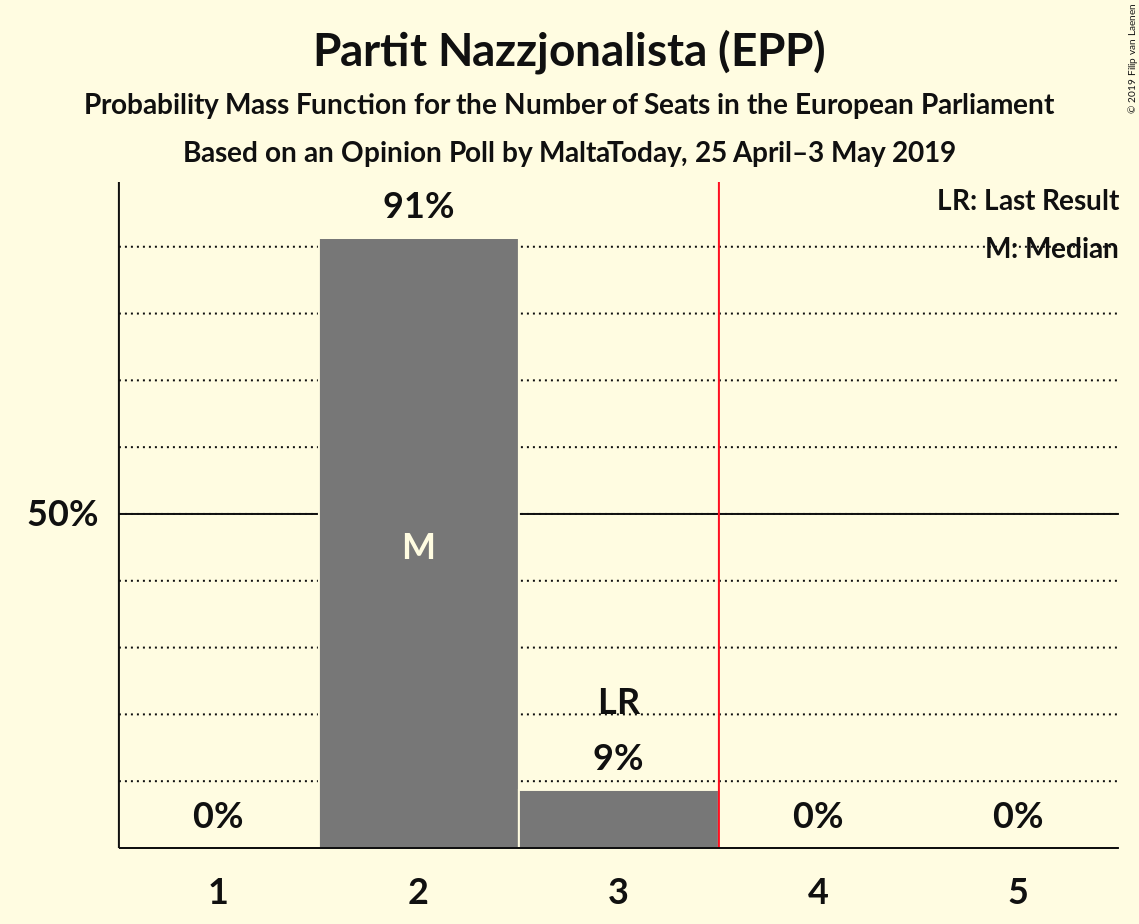 Partit Nazzjonalista (EPP)
Probability Mass Function for the Number of Seats in the European Parliament
Based on an Opinion Poll by MaltaToday, 25 April–3 May 2019
© 2019 Filip van Laenen
LR: Last Result
M: Median
91%
50%
M
LR
9%
0%
0%
0%
1
2
3
4
5